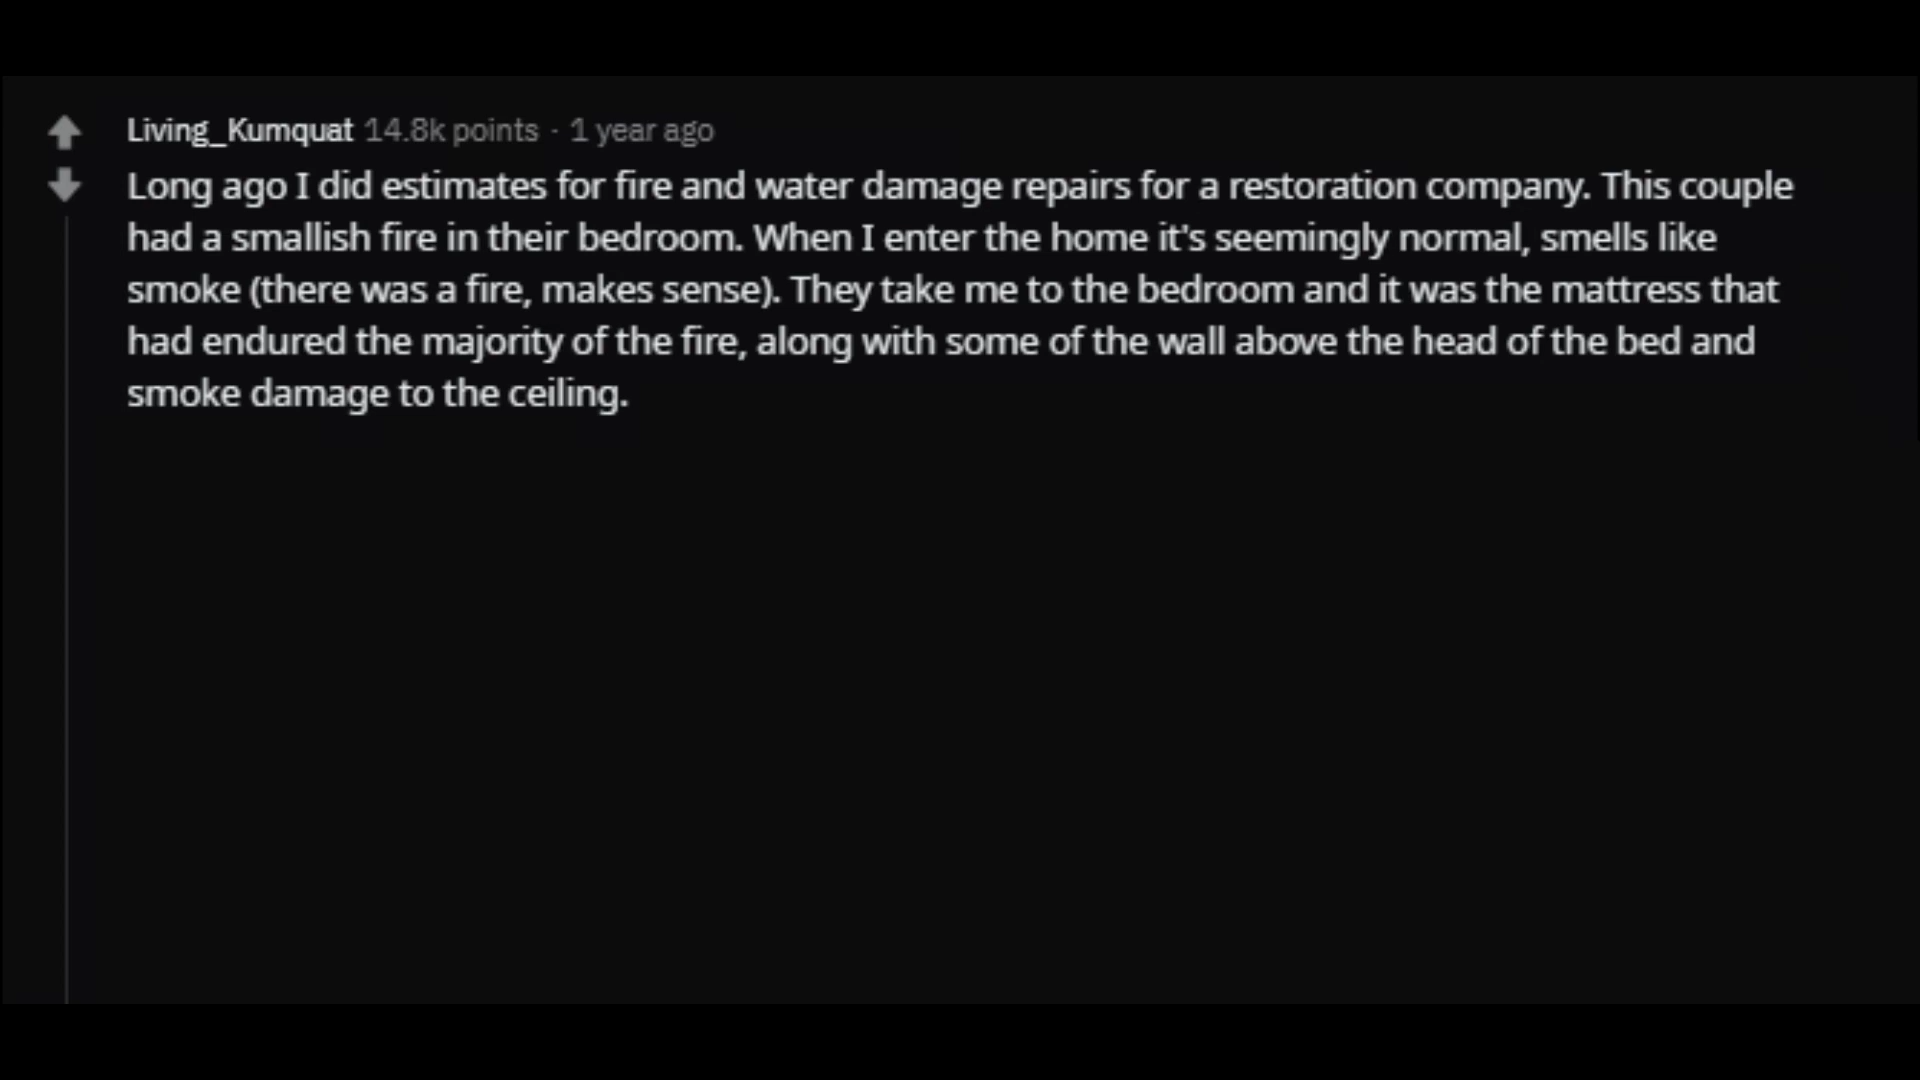 Living_Kumquat 14.8k points · 1 year ago
Long ago I did estimates for fire and water damage repairs for a restoration company. This couple
had a smallish fire in their bedroom. When I enter the home it's seemingly normal, smells like
smoke (there was a fire, makes sense). They take me to the bedroom and it was the mattress that
had endured the majority of the fire, along with some of the wall above the head of the bed and
smoke damage to the ceiling.